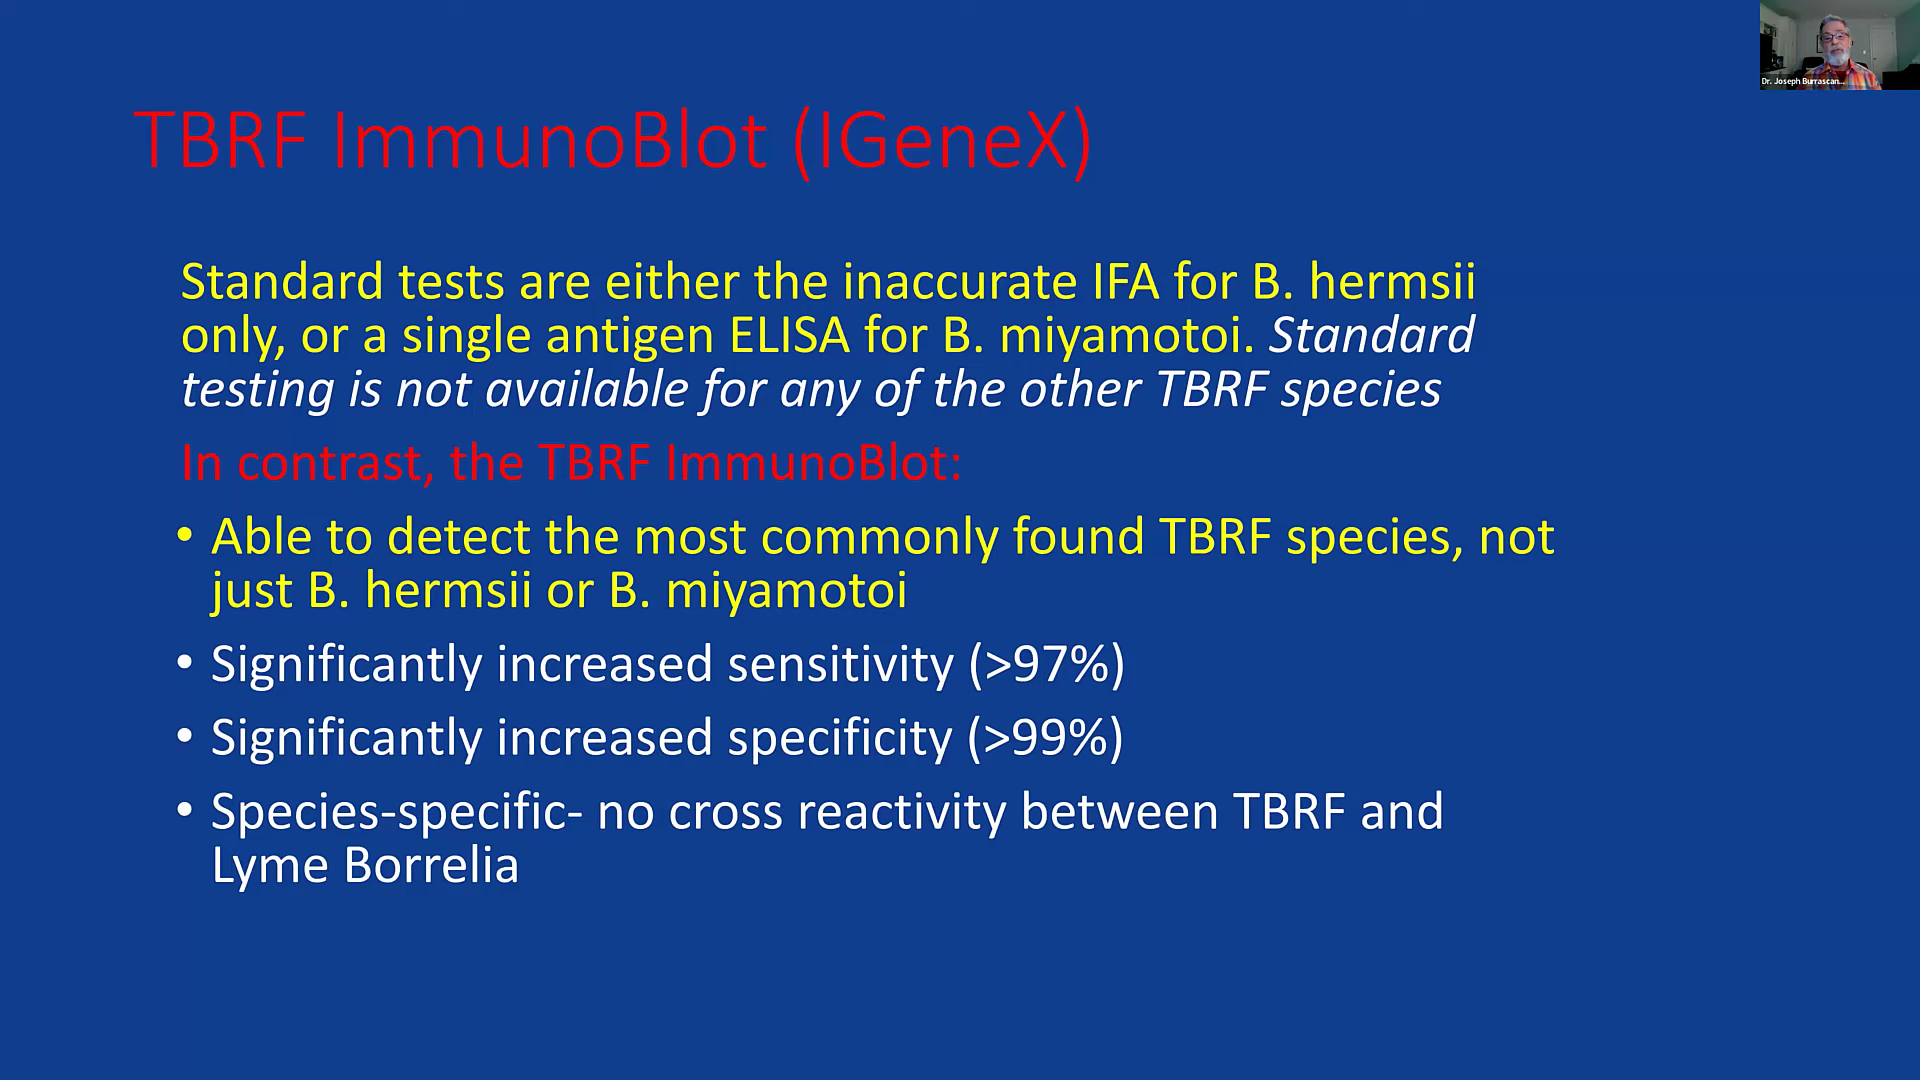 Dr. Joseph Burrascan...
TBRF ImmunoBlot (IGeneX)
Standard tests are either the inaccurate IFA for B. hermsii
only, or a single antigen ELISA for B. miyamotoi. Standard
testing is not available for any of the other TBRF species
In contrast, the TBRF ImmunoBlot:
• Able to detect the most commonly found TBRF species, not
just B. hermsii or B. miyamotoi
• Significantly increased sensitivity (>97%)
• Significantly increased specificity (>99%)
• Species-specific- no cross reactivity between TBRF and
Lyme Borrelia